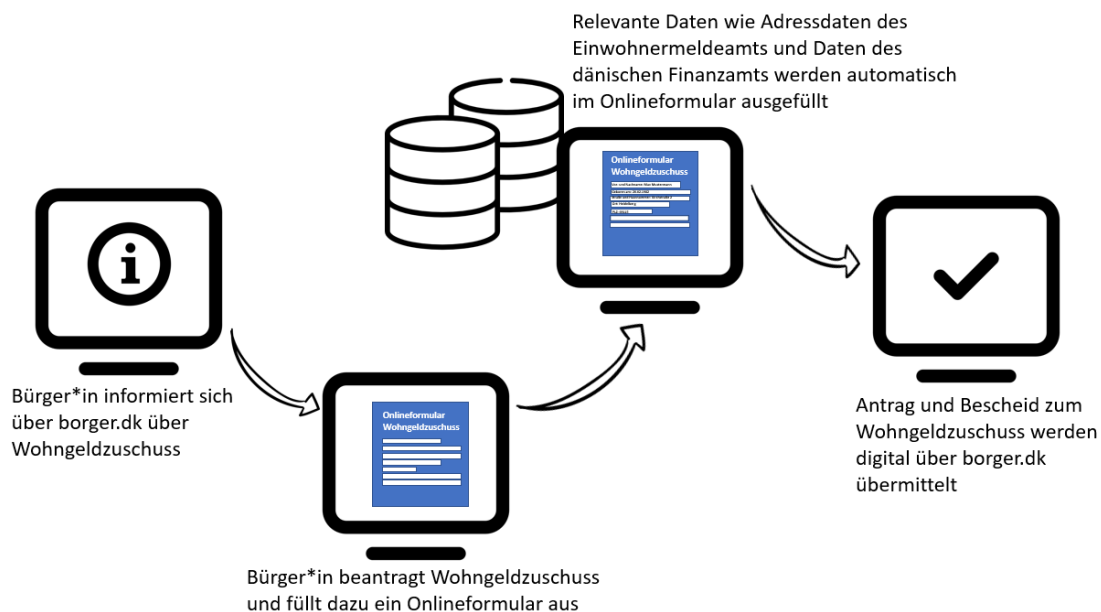 Relevante Daten wie Adressdaten des
Einwohnermeldeamts und Daten des
dänischen Finanzamts werden automatisch
im Onlineformular ausgefüllt
Onlineformular
Wohngeldzuschuss
Bürger*in informiert sich
über borger.dk über
Wohngeldzuschuss
Onlineformular
Wohngeldzuschuss
Bürger*in beantragt Wohngeldzuschuss
und füllt dazu ein Onlineformular aus
Antrag und Bescheid zum
Wohngeldzuschuss werden
digital über borger.dk
übermittelt